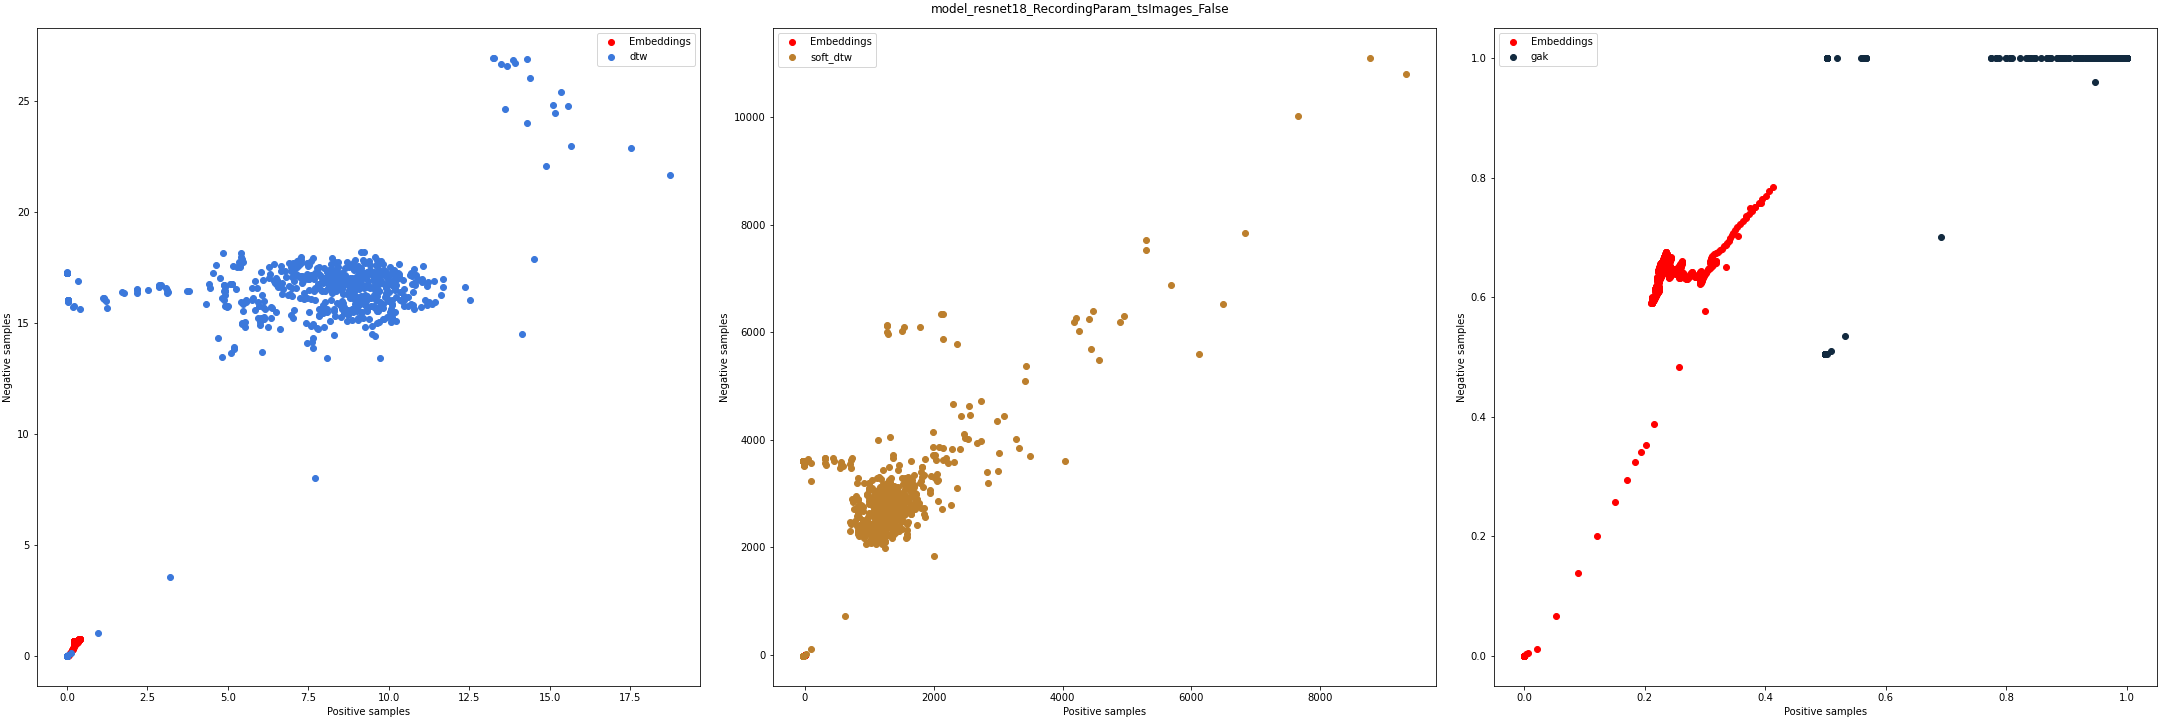 model_resnet18_RecordingParam_tsImages_False
Embeddings
dtw
25
20
15
10
5
0
Negative samples
0.0 2.5 5.0 7.5 10.0 12.5 15.0 17.5
Positive samples
Embeddings
soft_dtw
10000
8000
6000
4000
2000
0
Negative samples
0 2000 4000 6000 8000
Positive samples
Embeddings
gak
1.0
0.8
0.6
0.4
0.2
0.0
Negative samples
0.0 0.2 0.4 0.6 0.8 1.0
Positive samples